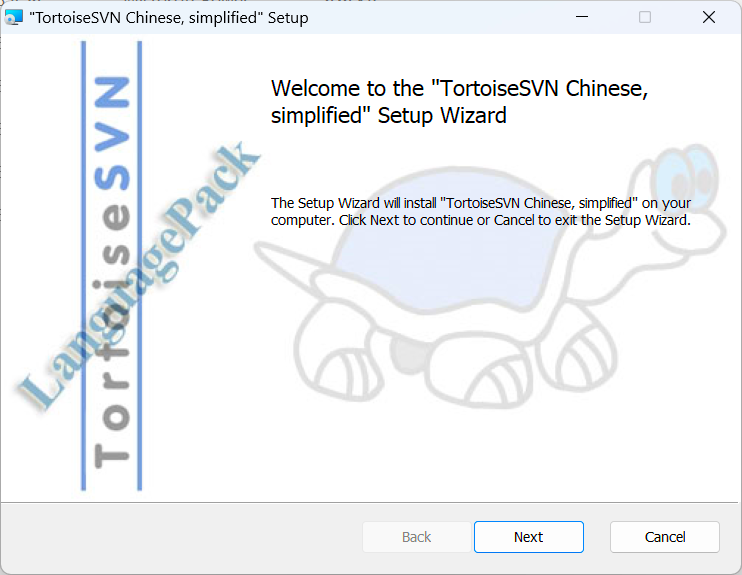 "TortoiseSVN Chinese, simplified" Setup
TortoiseSVN
LanguagePack
Welcome to the "TortoiseSVN Chinese,
simplified" Setup Wizard
The Setup Wizard will install "TortoiseSVN Chinese, simplified" on your
computer. Click Next to continue or Cancel to exit the Setup Wizard.
Back
Next
Cancel